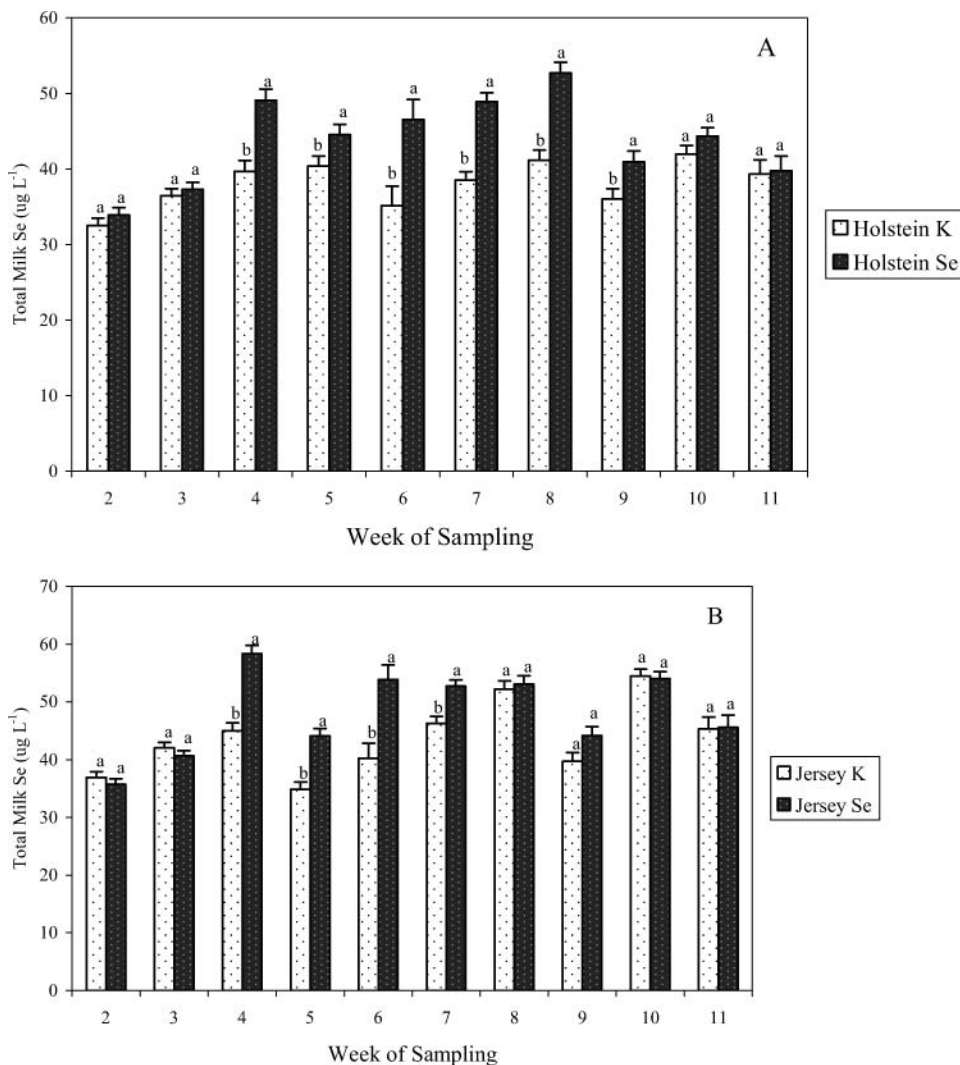 A
Total Milk Se (ug L⁻¹)
60
50
40
30
20
10
0
a a a a b a b a b a b a b a b a a a a a
2 3 4 5 6 7 8 9 10 11
Week of Sampling
Holstein K
Holstein Se
B
Total Milk Se (ug L⁻¹)
70
60
50
40
30
20
10
0
a a a a b a b a b a b a a a a a a a a a
2 3 4 5 6 7 8 9 10 11
Week of Sampling
Jersey K
Jersey Se